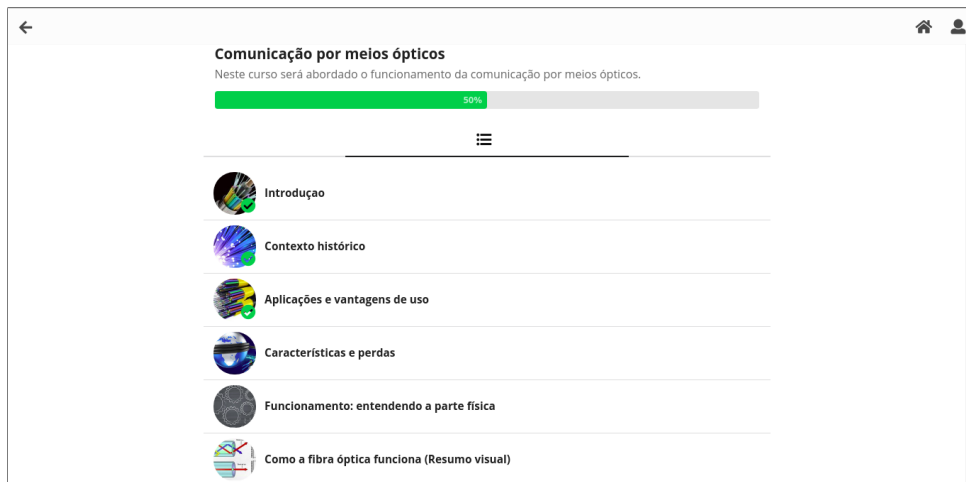 Comunicação por meios ópticos
Neste curso será abordado o funcionamento da comunicação por meios ópticos.
50%
Introduçao
Contexto histórico
Aplicações e vantagens de uso
Características e perdas
Funcionamento: entendendo a parte física
Como a fibra óptica funciona (Resumo visual)